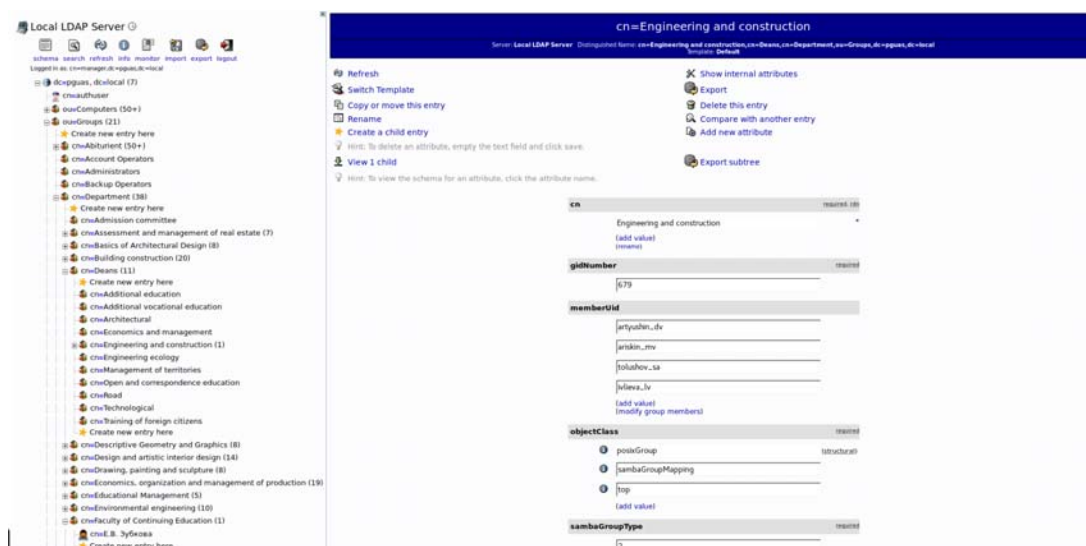 Local LDAP Server
schema search refresh info monitor import export logout
Logged in as: cn=manager,dc=pguas,dc=local
dc=pguas, dc=local (7)
cn=authuser
ou=Computers (50+)
ou=Groups (21)
Create new entry here
cn=Abiturient (50+)
cn=Account Operators
cn=Administrators
cn=Backup Operators
cn=Department (38)
Create new entry here
cn=Admission committee
cn=Assessment and management of real estate (7)
cn=Basics of Architectural Design (8)
cn=Building construction (20)
cn=Deans (11)
Create new entry here
cn=Additional education
cn=Additional vocational education
cn=Architectural
cn=Economics and management
cn=Engineering and construction (1)
cn=Engineering ecology
cn=Management of territories
cn=Open and correspondence education
cn=Road
cn=Technological
cn=Training of foreign citizens
Create new entry here
cn=Descriptive Geometry and Graphics (8)
cn=Design and artistic interior design (14)
cn=Drawing, painting and sculpture (8)
cn=Economics, organization and management of production (19)
cn=Educational Management (5)
cn=Environmental engineering (10)
cn=Faculty of Continuing Education (1)
cn=Е.В. Зубкова
Create new entry here
cn=Engineering and construction
Server: Local LDAP Server Distinguished Name: cn=Engineering and construction,cn=Deans,cn=Department,ou=Groups,dc=pguas,dc=local
Template: Default
Refresh
Show internal attributes
Switch Template
Export
Copy or move this entry
Delete this entry
Rename
Compare with another entry
Create a child entry
Add new attribute
Hint: To delete an attribute, empty the text field and click save.
View 1 child
Export subtree
Hint: To view the schema for an attribute, click the attribute name.
cn required, rdn
Engineering and construction *
(add value)
(rename)
gidNumber required
679
memberUid
artyushin_dv
ariskin_mv
tolushov_sa
ivlieva_lv
(add value)
(modify group members)
objectClass required
posixGroup (structural)
sambaGroupMapping
top
(add value)
sambaGroupType required
2